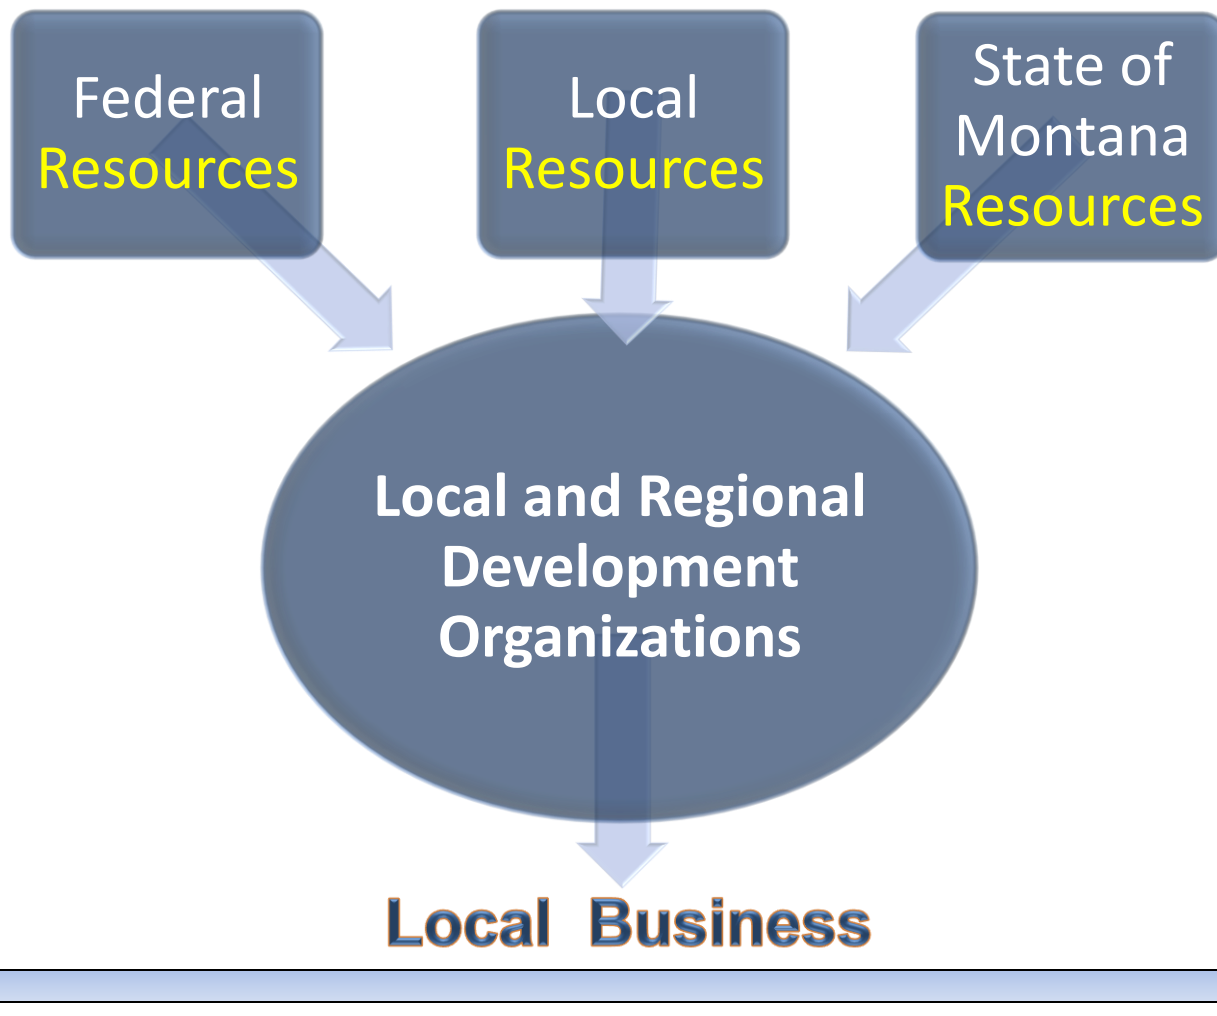 Federal
Resources
Local
Resources
State of
Montana
Resources
Local and Regional
Development
Organizations
Local Business